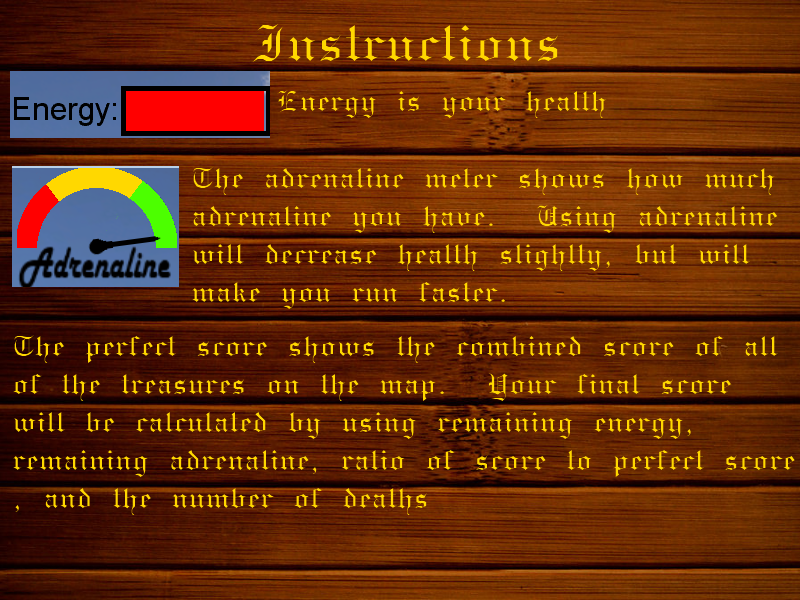 Instructions
Energy:
Energy is your health
Adrenaline
The adrenaline meter shows how much
adrenaline you have.  Using adrenaline
will decrease health slightly, but will
make you run faster.
The perfect score shows the combined score of all
of the treasures on the map.  Your final score
will be calculated by using remaining energy,
remaining adrenaline, ratio of score to perfect score
, and the number of deaths